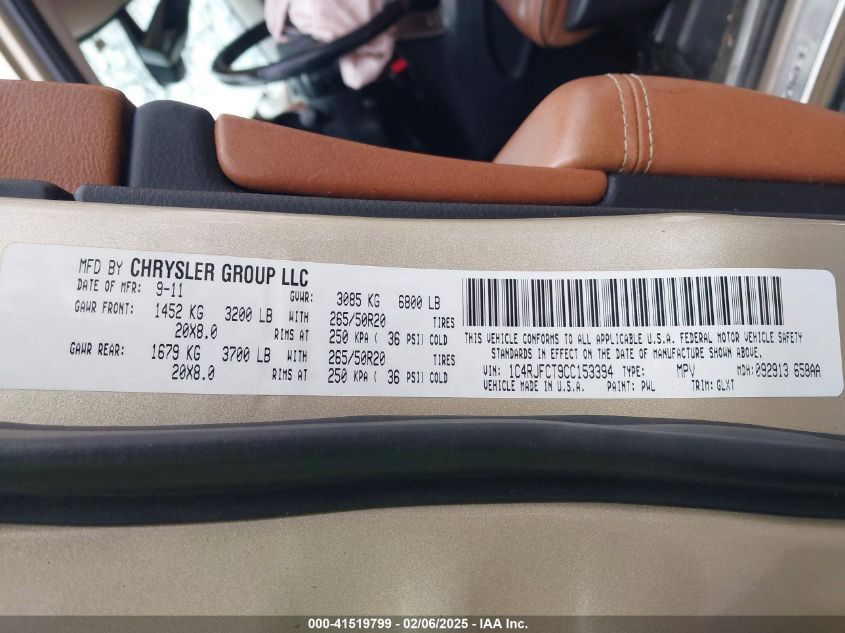 MFD BY CHRYSLER GROUP LLC
DATE OF MFR: 9-11 GVWR: 3085 KG 6800 LB
GAWR FRONT: 1452 KG 3200 LB WITH 265/50R20 TIRES
20X8.0 RIMS AT 250 KPA ( 36 PSI) COLD
GAWR REAR: 1679 KG 3700 LB WITH 265/50R20 TIRES
20X8.0 RIMS AT 250 KPA ( 36 PSI) COLD
THIS VEHICLE CONFORMS TO ALL APPLICABLE U.S.A. FEDERAL MOTOR VEHICLE SAFETY
STANDARDS IN EFFECT ON THE DATE OF MANUFACTURE SHOWN ABOVE.
VIN: 1C4RJFCT9CC153394 TYPE: MPV MDH: 092913 658AA
VEHICLE MADE IN U.S.A. PAINT: PWL TRIM: GLXT
000-41519799 - 02/06/2025 - IAA Inc.